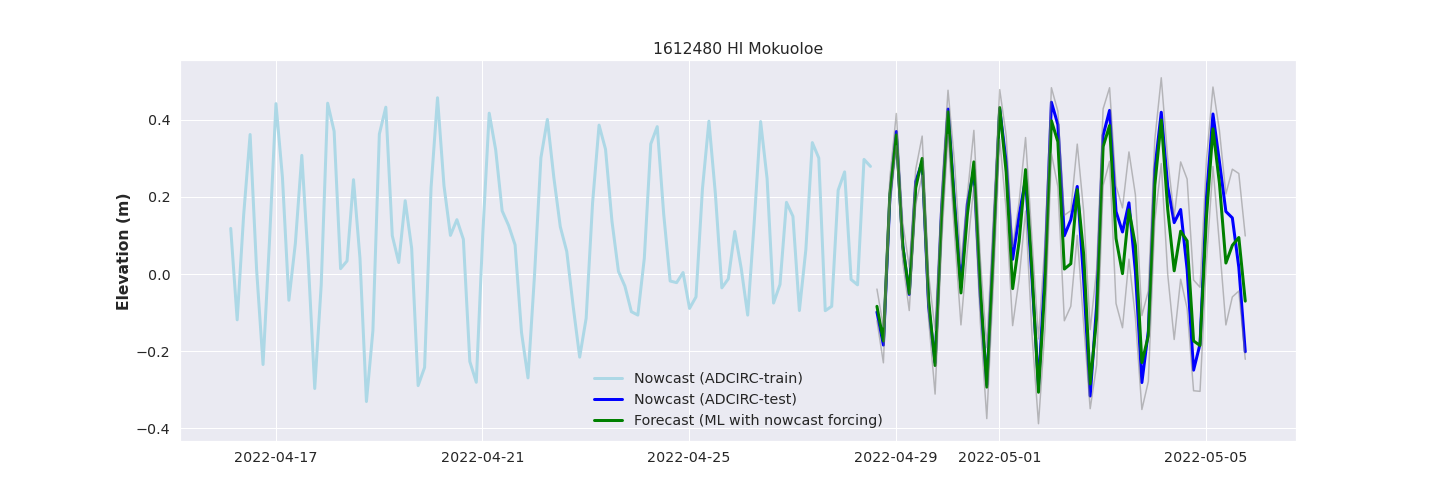 1612480 HI Mokuoloe
Elevation (m)
0.4
0.2
0.0
−0.2
−0.4
Nowcast (ADCIRC-train)
Nowcast (ADCIRC-test)
Forecast (ML with nowcast forcing)
2022-04-17 2022-04-21 2022-04-25 2022-04-29 2022-05-01 2022-05-05